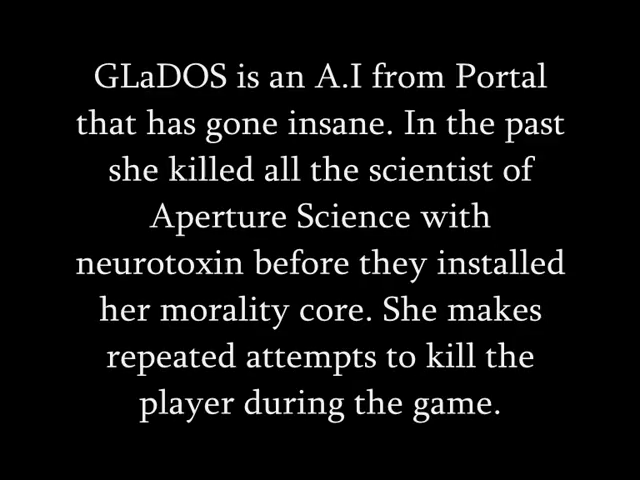 GLaDOS is an A.I from Portal
that has gone insane. In the past
she killed all the scientist of
Aperture Science with
neurotoxin before they installed
her morality core. She makes
repeated attempts to kill the
player during the game.